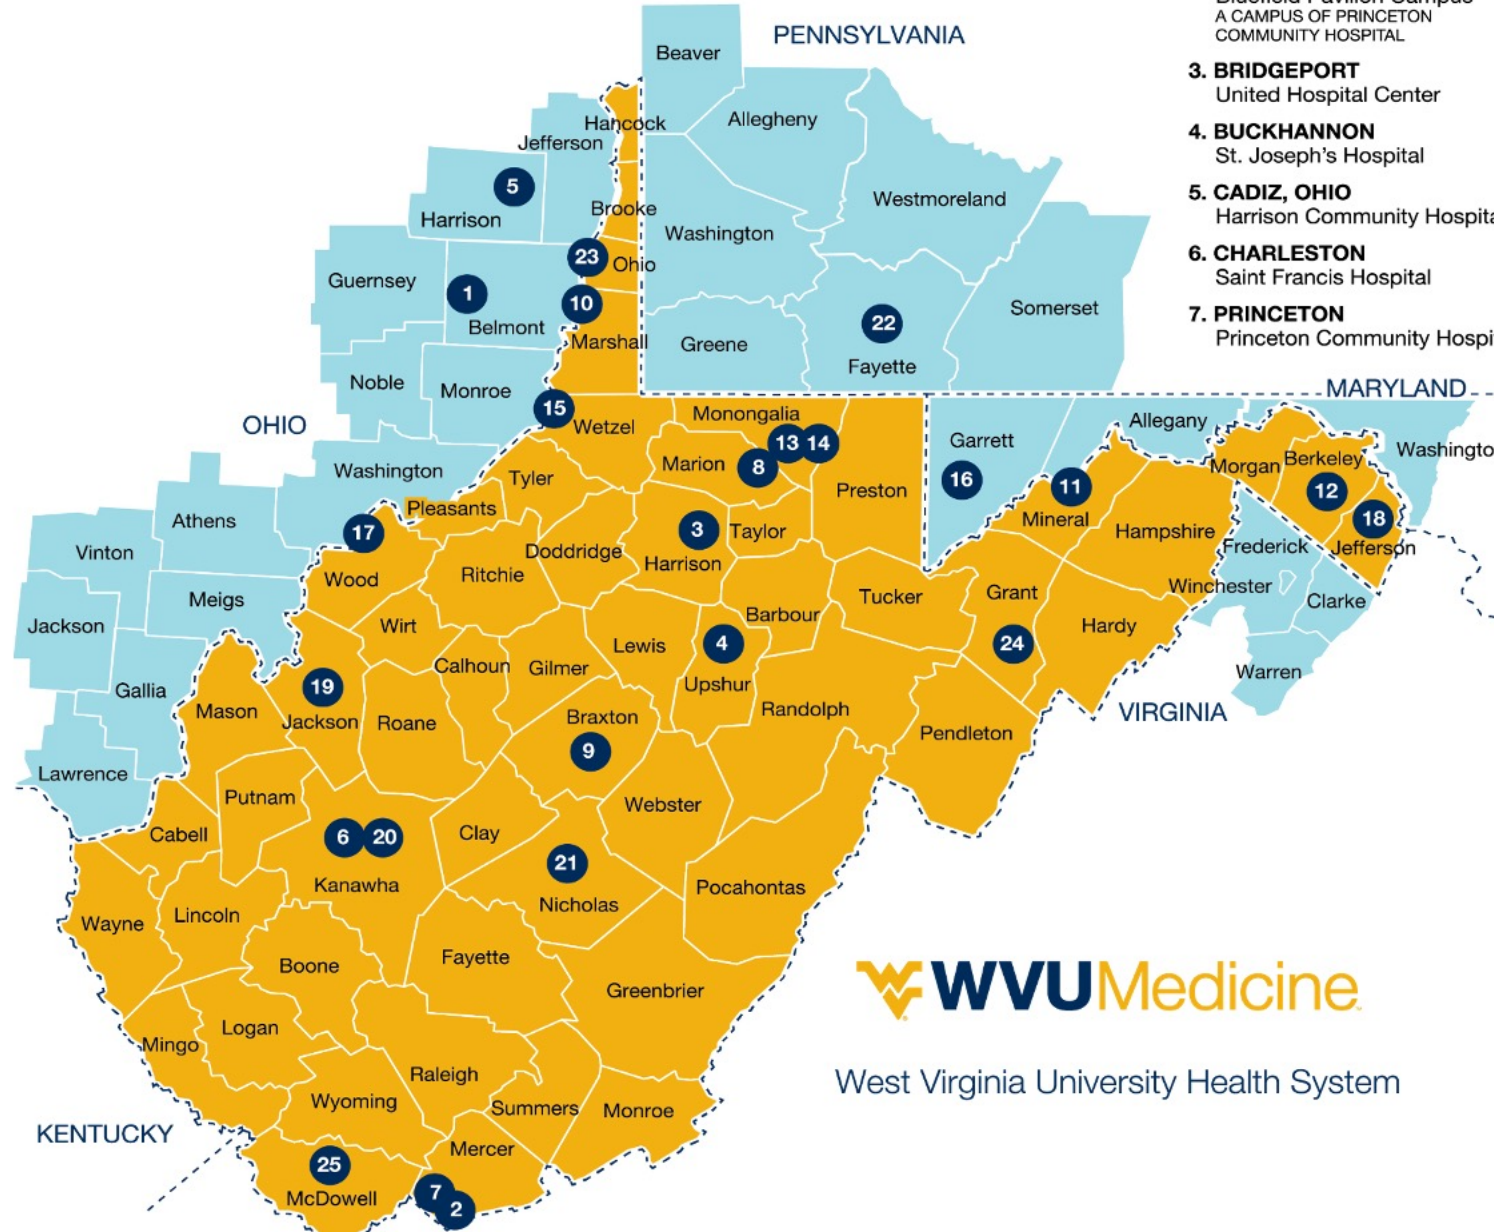 Bluefield Pavilion Campus
A CAMPUS OF PRINCETON
COMMUNITY HOSPITAL
3. BRIDGEPORT
United Hospital Center
4. BUCKHANNON
St. Joseph's Hospital
5. CADIZ, OHIO
Harrison Community Hospita
6. CHARLESTON
Saint Francis Hospital
7. PRINCETON
Princeton Community Hospi
PENNSYLVANIA
Beaver
Allegheny
Hancock
Jefferson
5
Harrison
Brooke
Westmoreland
Washington
23
Ohio
Guernsey
1
10
Belmont
Somerset
22
Marshall
Greene
Fayette
Noble
Monroe
MARYLAND
15
OHIO
Wetzel
Monongalia
13
14
Allegany
Garrett
Washingto
Washington
Marion
8
Morgan
Berkeley
Tyler
Preston
16
11
12
Pleasants
Athens
17
3
Taylor
Mineral
Hampshire
18
Vinton
Doddridge
Harrison
Frederick
Jefferson
Wood
Ritchie
Winchester
Meigs
Barbour
Tucker
Grant
Clarke
Jackson
Wirt
Hardy
Lewis
4
24
Calhoun
Gilmer
Warren
Gallia
19
Upshur
Mason
Jackson
Roane
Braxton
Randolph
VIRGINIA
9
Pendleton
Lawrence
Putnam
Webster
Cabell
6
20
Clay
21
Kanawha
Pocahontas
Nicholas
Wayne
Lincoln
Boone
Fayette
Greenbrier
WVUMedicine
Logan
Mingo
Raleigh
West Virginia University Health System
Wyoming
Summers
Monroe
KENTUCKY
Mercer
25
McDowell
7
2